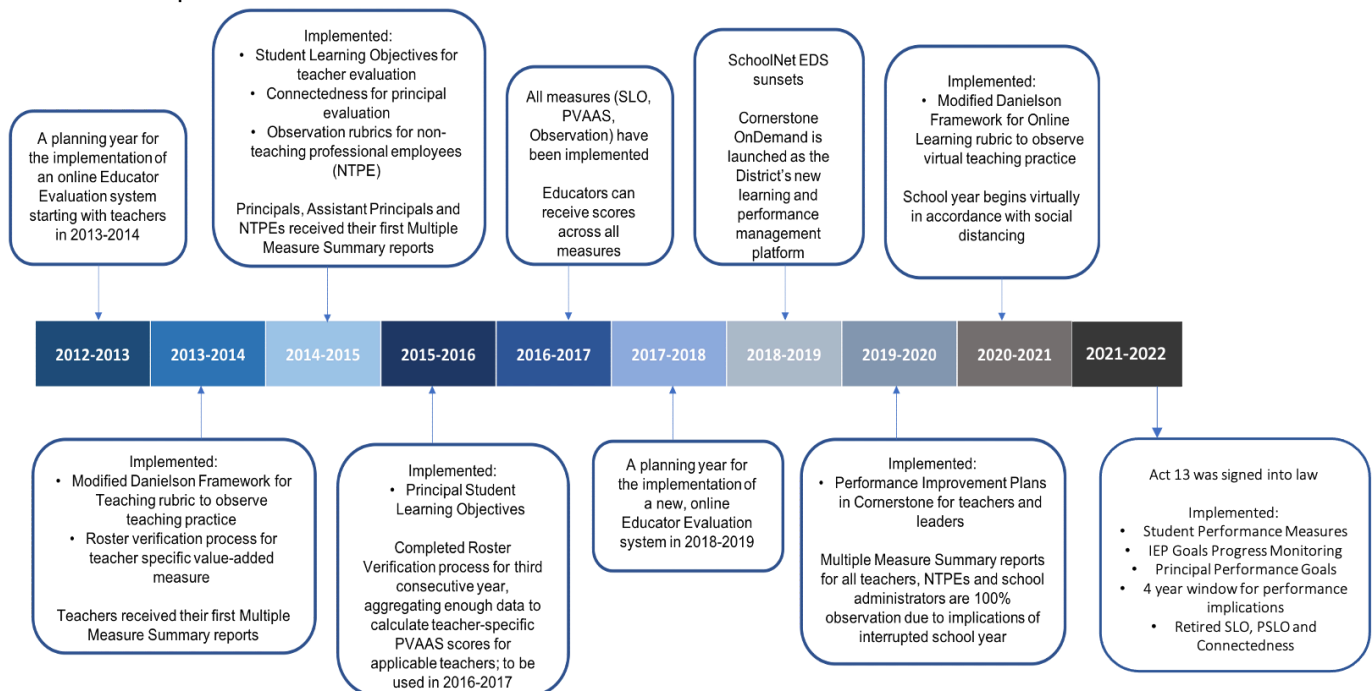 A planning year for
the implementation of
an online Educator
Evaluation system
starting with teachers
in 2013-2014
Implemented:
• Student Learning Objectives for
teacher evaluation
• Connectedness for principal
evaluation
• Observation rubrics for non-
teaching professional employees
(NTPE)
Principals, Assistant Principals and
NTPEs received their first Multiple
Measure Summary reports
All measures (SLO,
PVAAS,
Observation) have
been implemented
Educators can
receive scores
across all
measures
SchoolNet EDS
sunsets
Cornerstone
OnDemand is
launched as the
District's new
learning and
performance
management
platform
Implemented:
• Modified Danielson
Framework for Online
Learning rubric to observe
virtual teaching practice
School year begins virtually
in accordance with social
distancing
2012-2013
2013-2014
2014-2015
2015-2016
2016-2017
2017-2018
2018-2019
2019-2020
2020-2021
2021-2022
Implemented:
• Modified Danielson Framework for
Teaching rubric to observe
teaching practice
• Roster verification process for
teacher specific value-added
measure
Teachers received their first Multiple
Measure Summary reports
Implemented:
• Principal Student
Learning Objectives
Completed Roster
Verification process for third
consecutive year,
aggregating enough data to
calculate teacher-specific
PVAAS scores for
applicable teachers; to be
used in 2016-2017
A planning year for
the implementation of
a new, online
Educator Evaluation
system in 2018-2019
Implemented:
• Performance Improvement Plans
in Cornerstone for teachers and
leaders
Multiple Measure Summary reports
for all teachers, NTPEs and school
administrators are 100%
observation due to implications of
interrupted school year
Act 13 was signed into law
Implemented:
• Student Performance Measures
• IEP Goals Progress Monitoring
• Principal Performance Goals
• 4 year window for performance
implications
• Retired SLO, PSLO and
Connectedness